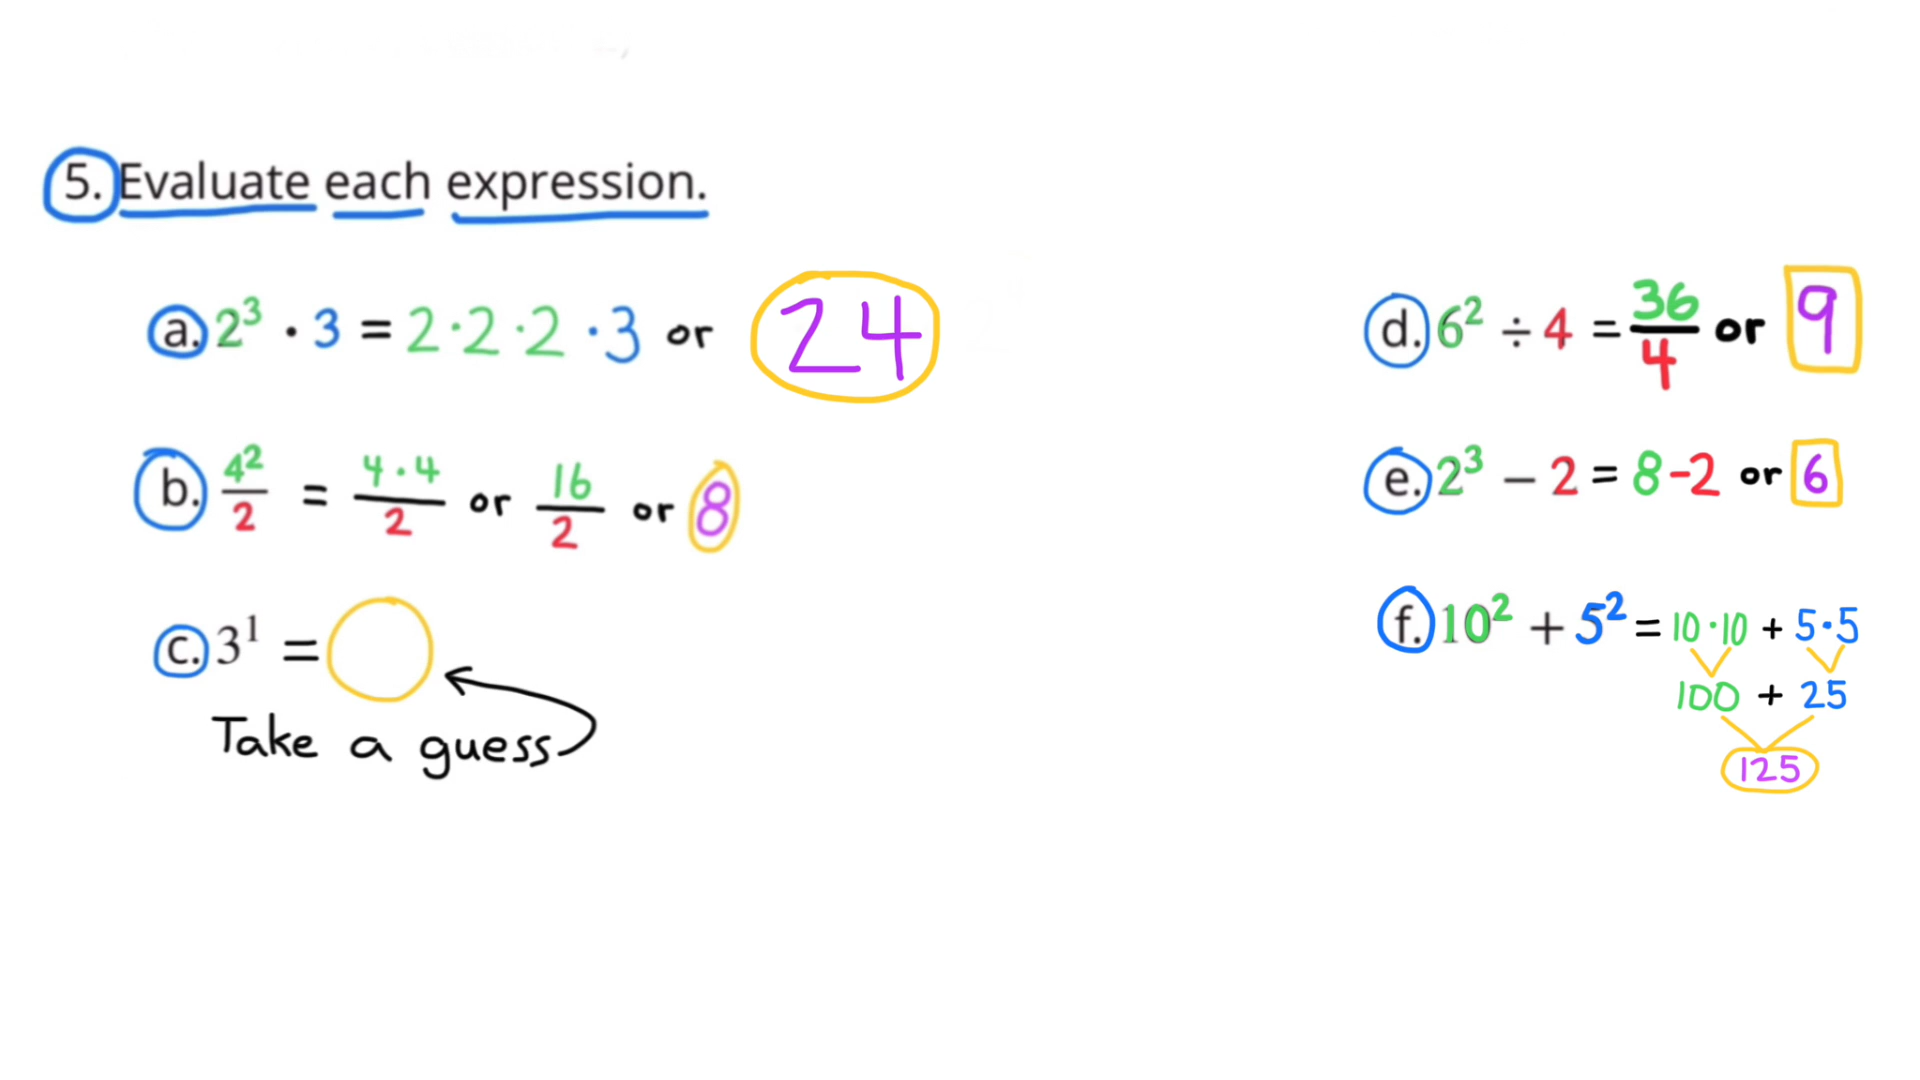 5. Evaluate each expression.
a. 2³ · 3 = 2 · 2 · 2 · 3 or 24
b. 4²/2 = 4 · 4/2 or 16/2 or 8
c. 3¹ =
Take a guess
d. 6² ÷ 4 = 36/4 or 9
e. 2³ − 2 = 8 - 2 or 6
f. 10² + 5² = 10 · 10 + 5 · 5
100 + 25
125